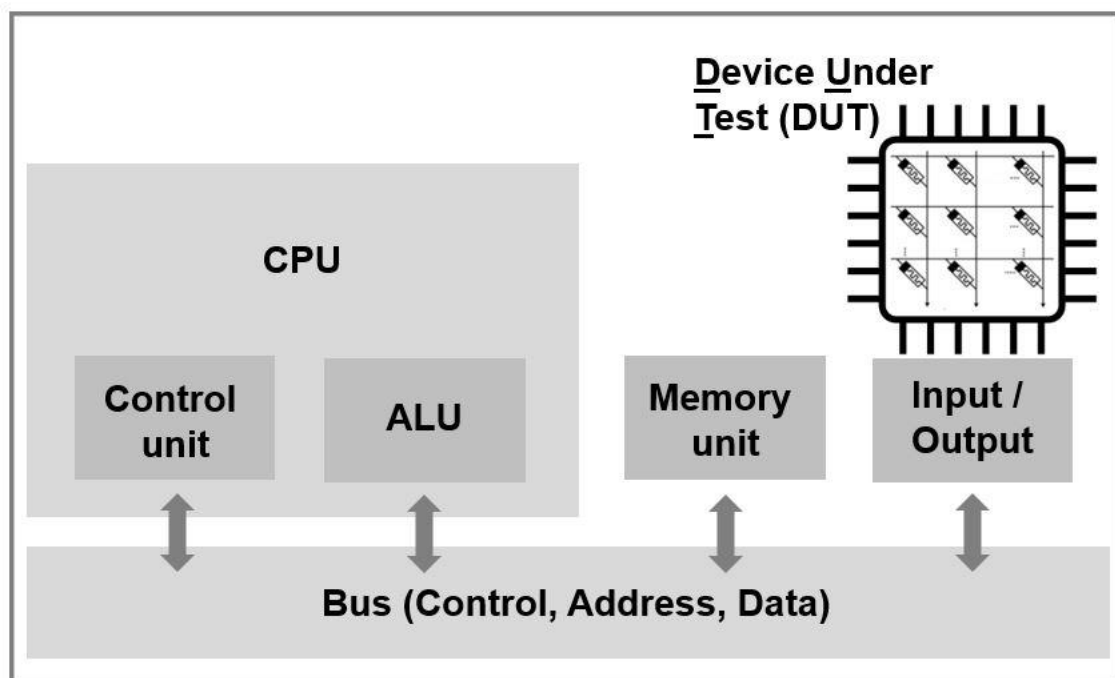 Device Under
Test (DUT)
CPU
Control
unit
ALU
Memory
unit
Input /
Output
Bus (Control, Address, Data)